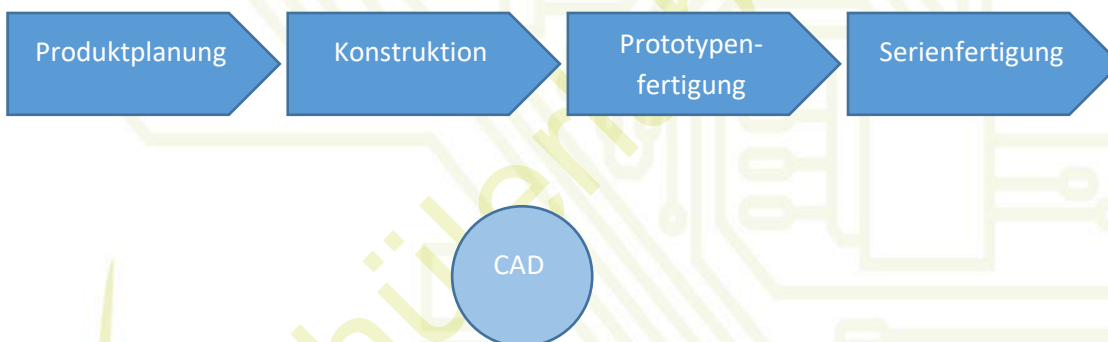 Produktplanung
Konstruktion
Prototypen-
fertigung
Serienfertigung
CAD